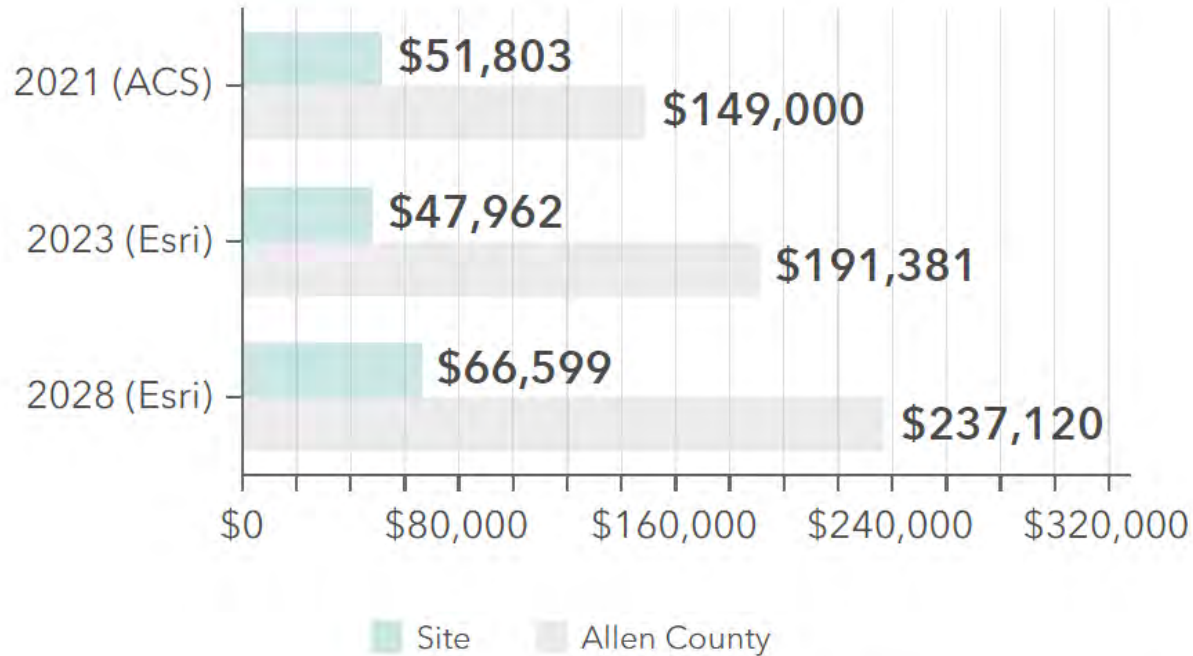 2021 (ACS)
$51,803
$149,000
2023 (Esri)
$47,962
$191,381
2028 (Esri)
$66,599
$237,120
$0 $80,000 $160,000 $240,000 $320,000
Site Allen County